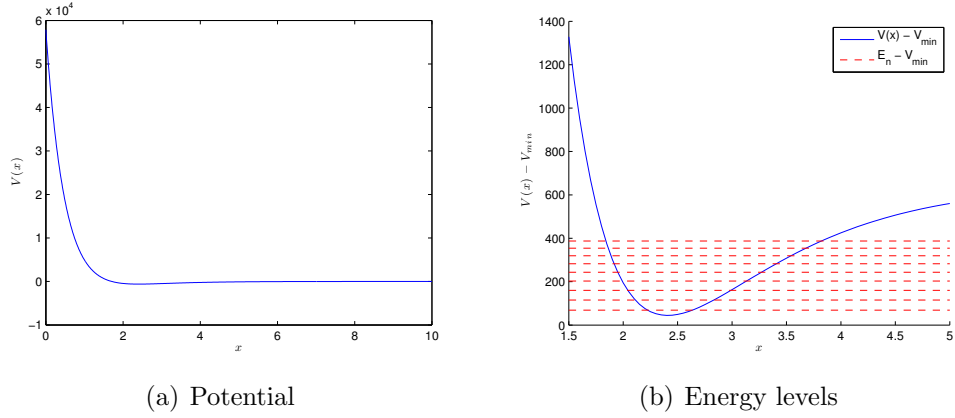 × 10⁴
6
5
4
3
2
1
0
−1
0 2 4 6 8 10
V(x)
x
(a) Potential
1400
1200
1000
800
600
400
200
0
1.5 2 2.5 3 3.5 4 4.5 5
V(x) − V_min
x
V(x) − V_min
E_n − V_min
(b) Energy levels